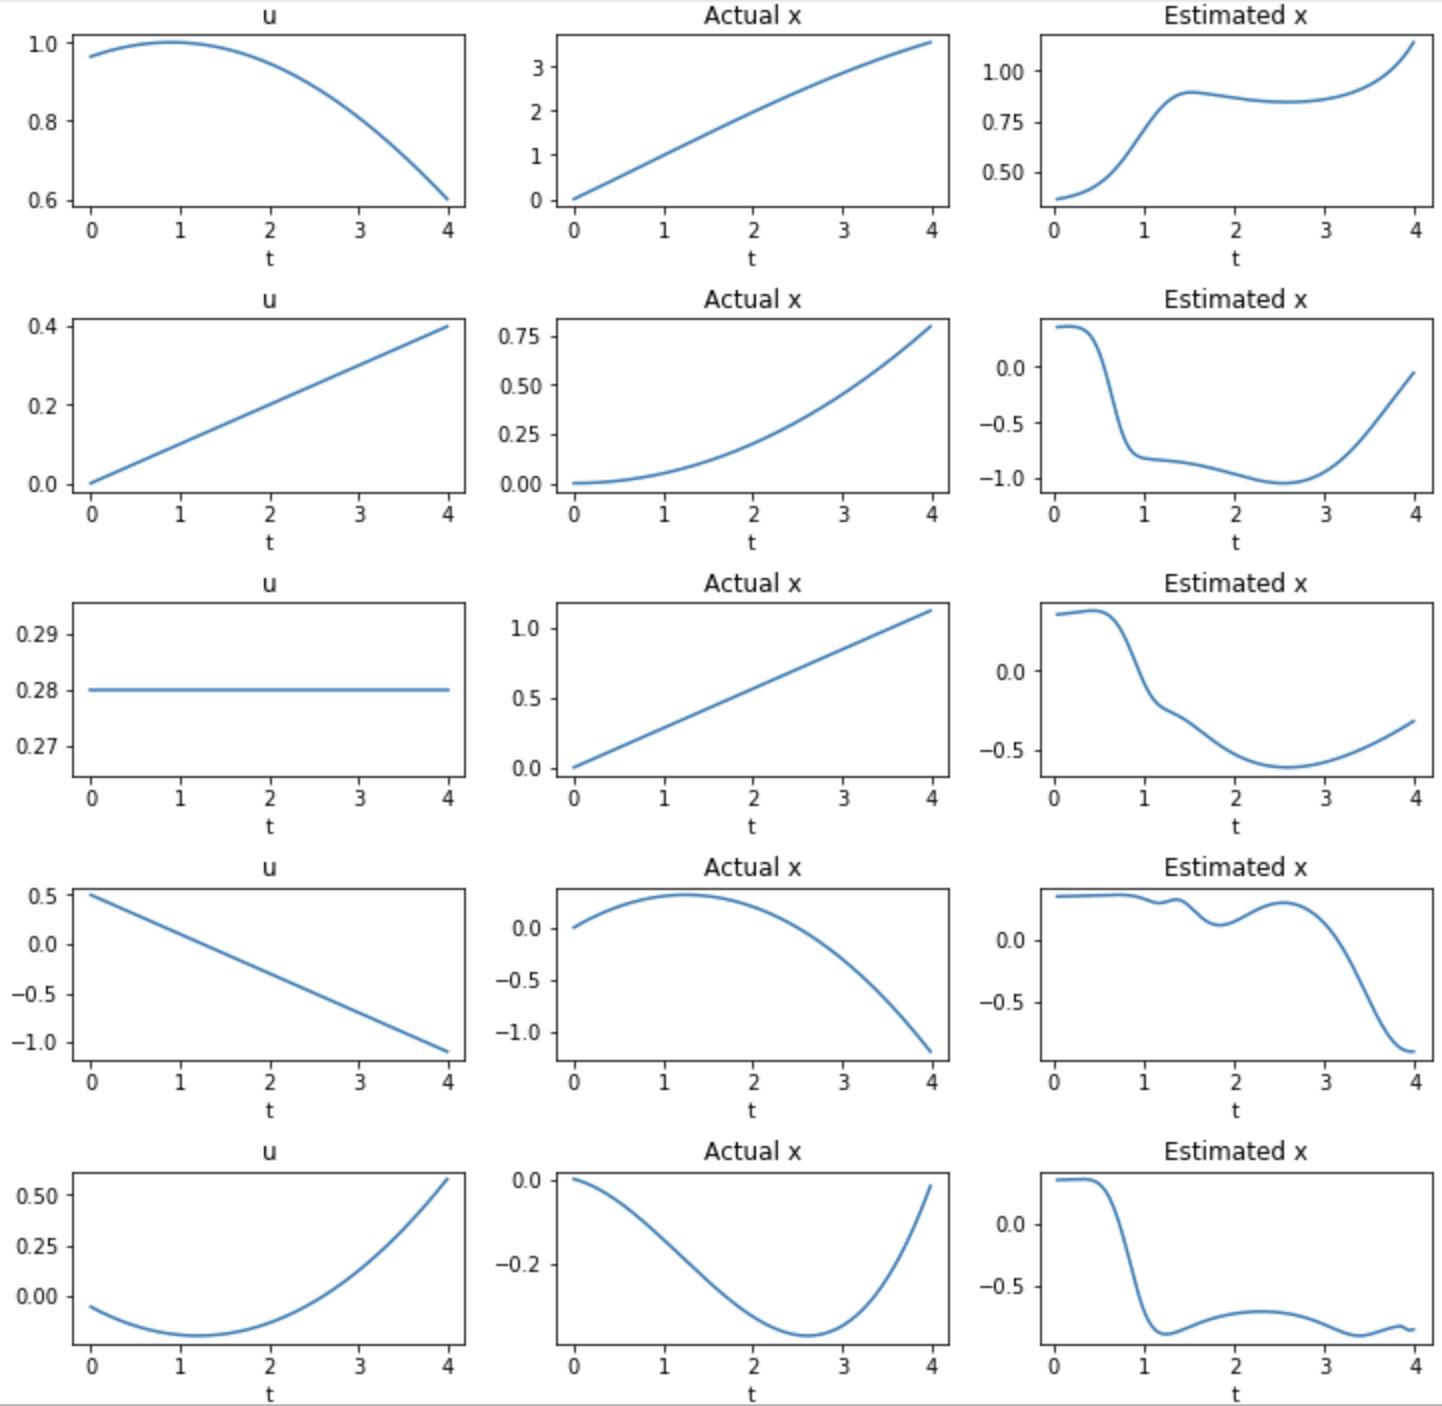 u Actual x Estimated x
1.0 3 1.00
0.8 2 0.75
1 0.50
0.6 0
0 1 2 3 4 0 1 2 3 4 0 1 2 3 4
t t t
u Actual x Estimated x
0.4 0.75 0.0
0.2 0.50 −0.5
0.25
0.0 0.00 −1.0
0 1 2 3 4 0 1 2 3 4 0 1 2 3 4
t t t
u Actual x Estimated x
0.29 1.0 0.0
0.28 0.5
0.27 0.0 −0.5
0 1 2 3 4 0 1 2 3 4 0 1 2 3 4
t t t
u Actual x Estimated x
0.5 0.0 0.0
0.0
−0.5 −0.5 −0.5
−1.0 −1.0
0 1 2 3 4 0 1 2 3 4 0 1 2 3 4
t t t
u Actual x Estimated x
0.50 0.0 0.0
0.25 −0.2
0.00 −0.5
0 1 2 3 4 0 1 2 3 4 0 1 2 3 4
t t t